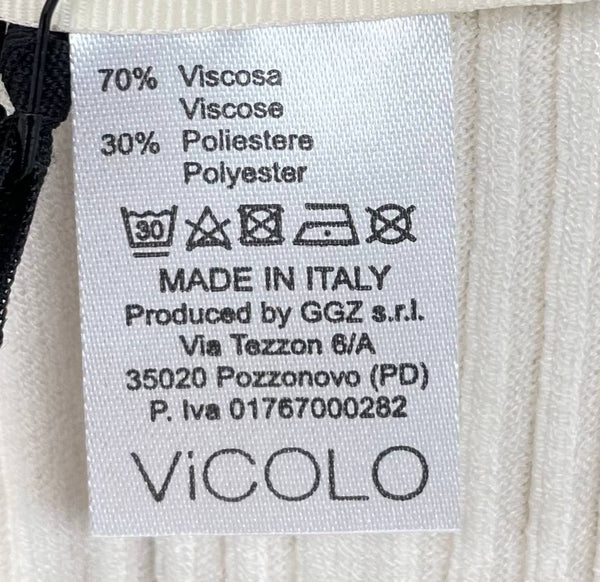 70% Viscosa
Viscose
30% Poliestere
Polyester
30
MADE IN ITALY
Produced by GGZ s.r.l.
Via Tezzon 6/A
35020 Pozzonovo (PD)
P. Iva 01767000282
ViCOLO